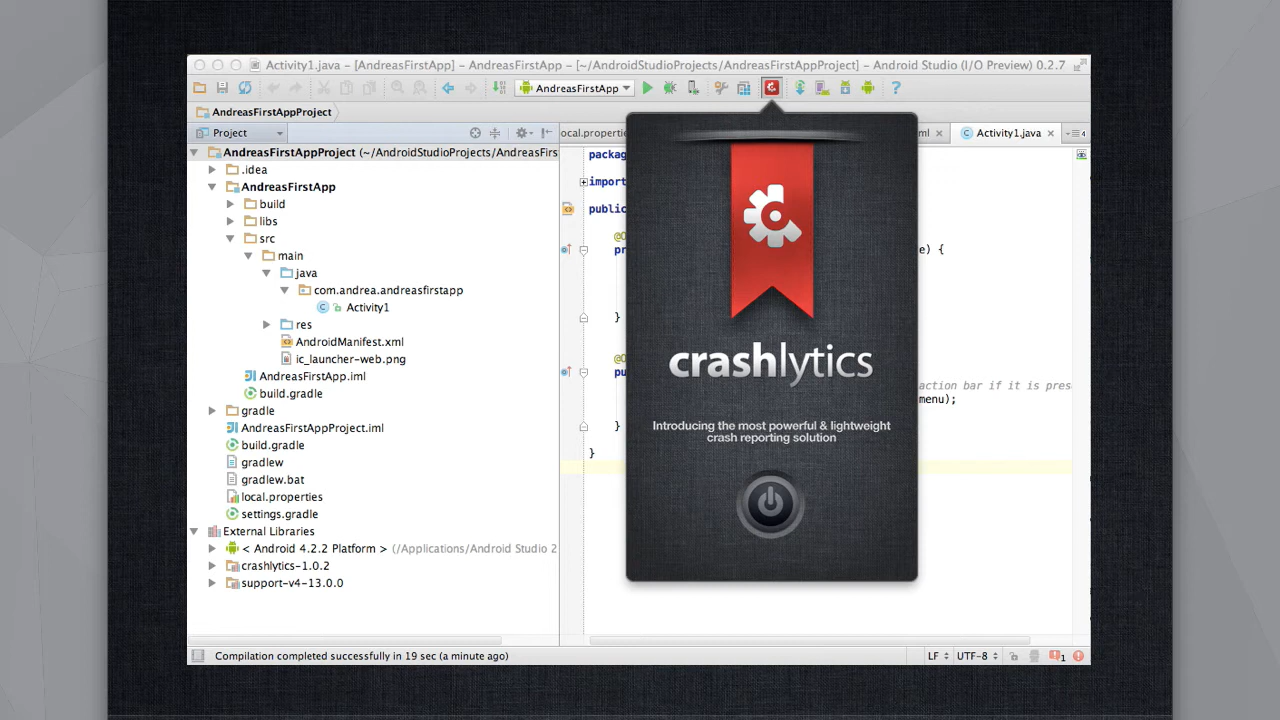 Activity1.java – [AndreasFirstApp] – AndreasFirstApp – [~/AndroidStudioProjects/AndreasFirstAppProject] – Android Studio (I/O Preview) 0.2.7
AndreasFirstApp
AndreasFirstAppProject
Project
ocal.properti
ml
Activity1.java
4
AndreasFirstAppProject (~/AndroidStudioProjects/AndreasFirs
.idea
AndreasFirstApp
build
libs
src
main
java
com.andrea.andreasfirstapp
Activity1
res
AndroidManifest.xml
ic_launcher-web.png
AndreasFirstApp.iml
build.gradle
gradle
AndreasFirstAppProject.iml
build.gradle
gradlew
gradlew.bat
local.properties
settings.gradle
External Libraries
< Android 4.2.2 Platform > (/Applications/Android Studio 2
crashlytics-1.0.2
support-v4-13.0.0
packag
import
public
@O
pr
e) {
}
@O
pu
action bar if it is pres
menu);
}
}
crashlytics
Introducing the most powerful & lightweight
crash reporting solution
Compilation completed successfully in 19 sec (a minute ago)
LF
UTF-8
1